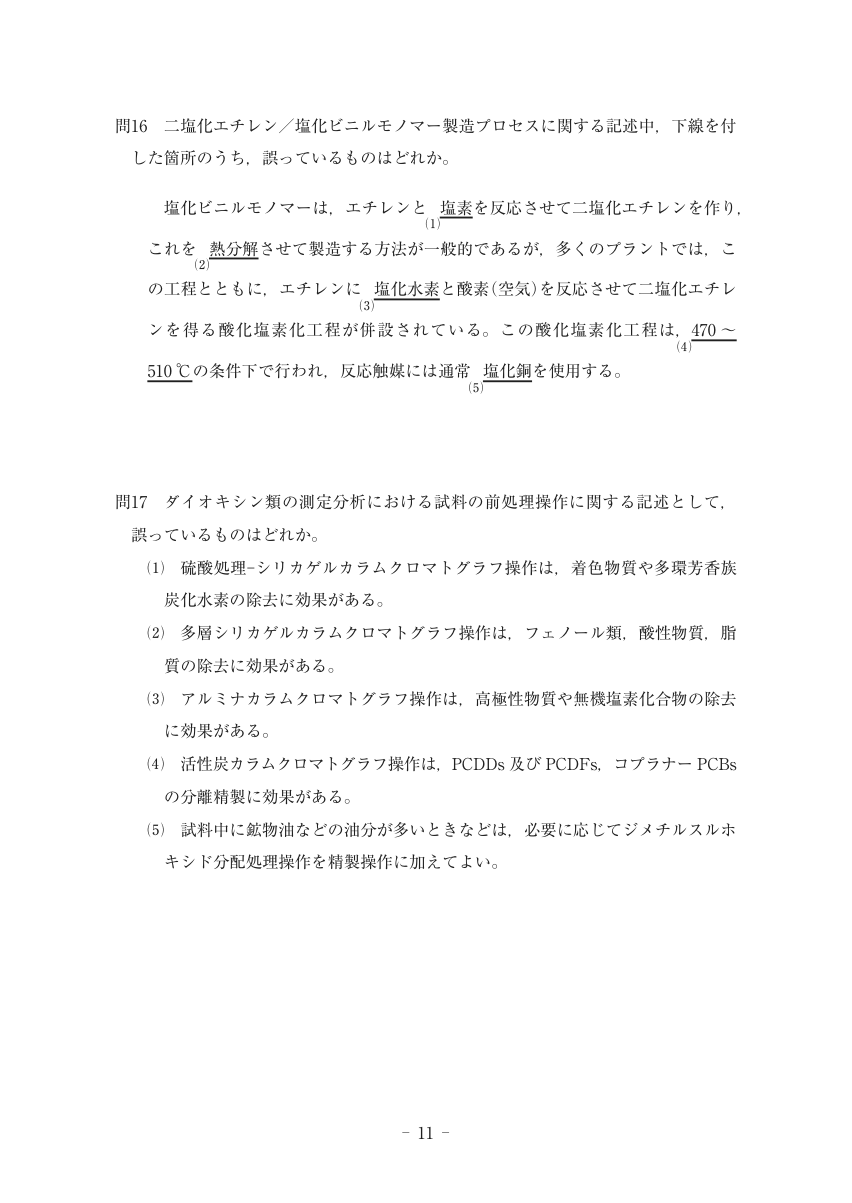 問16　二塩化エチレン／塩化ビニルモノマー製造プロセスに関する記述中，下線を付
した箇所のうち，誤っているものはどれか。
塩化ビニルモノマーは，エチレンと 塩素を反応させて二塩化エチレンを作り，
⑴
これを 熱分解させて製造する方法が一般的であるが，多くのプラントでは，こ
⑵
の工程とともに，エチレンに 塩化水素と酸素(空気)を反応させて二塩化エチレ
⑶
ンを得る酸化塩素化工程が併設されている。この酸化塩素化工程は，470 ～
⑷
510 ℃の条件下で行われ，反応触媒には通常 塩化銅を使用する。
⑸
問17　ダイオキシン類の測定分析における試料の前処理操作に関する記述として，
誤っているものはどれか。
⑴　硫酸処理−シリカゲルカラムクロマトグラフ操作は，着色物質や多環芳香族
炭化水素の除去に効果がある。
⑵　多層シリカゲルカラムクロマトグラフ操作は，フェノール類，酸性物質，脂
質の除去に効果がある。
⑶　アルミナカラムクロマトグラフ操作は，高極性物質や無機塩素化合物の除去
に効果がある。
⑷　活性炭カラムクロマトグラフ操作は，PCDDs 及び PCDFs，コプラナー PCBs
の分離精製に効果がある。
⑸　試料中に鉱物油などの油分が多いときなどは，必要に応じてジメチルスルホ
キシド分配処理操作を精製操作に加えてよい。
− 11 −